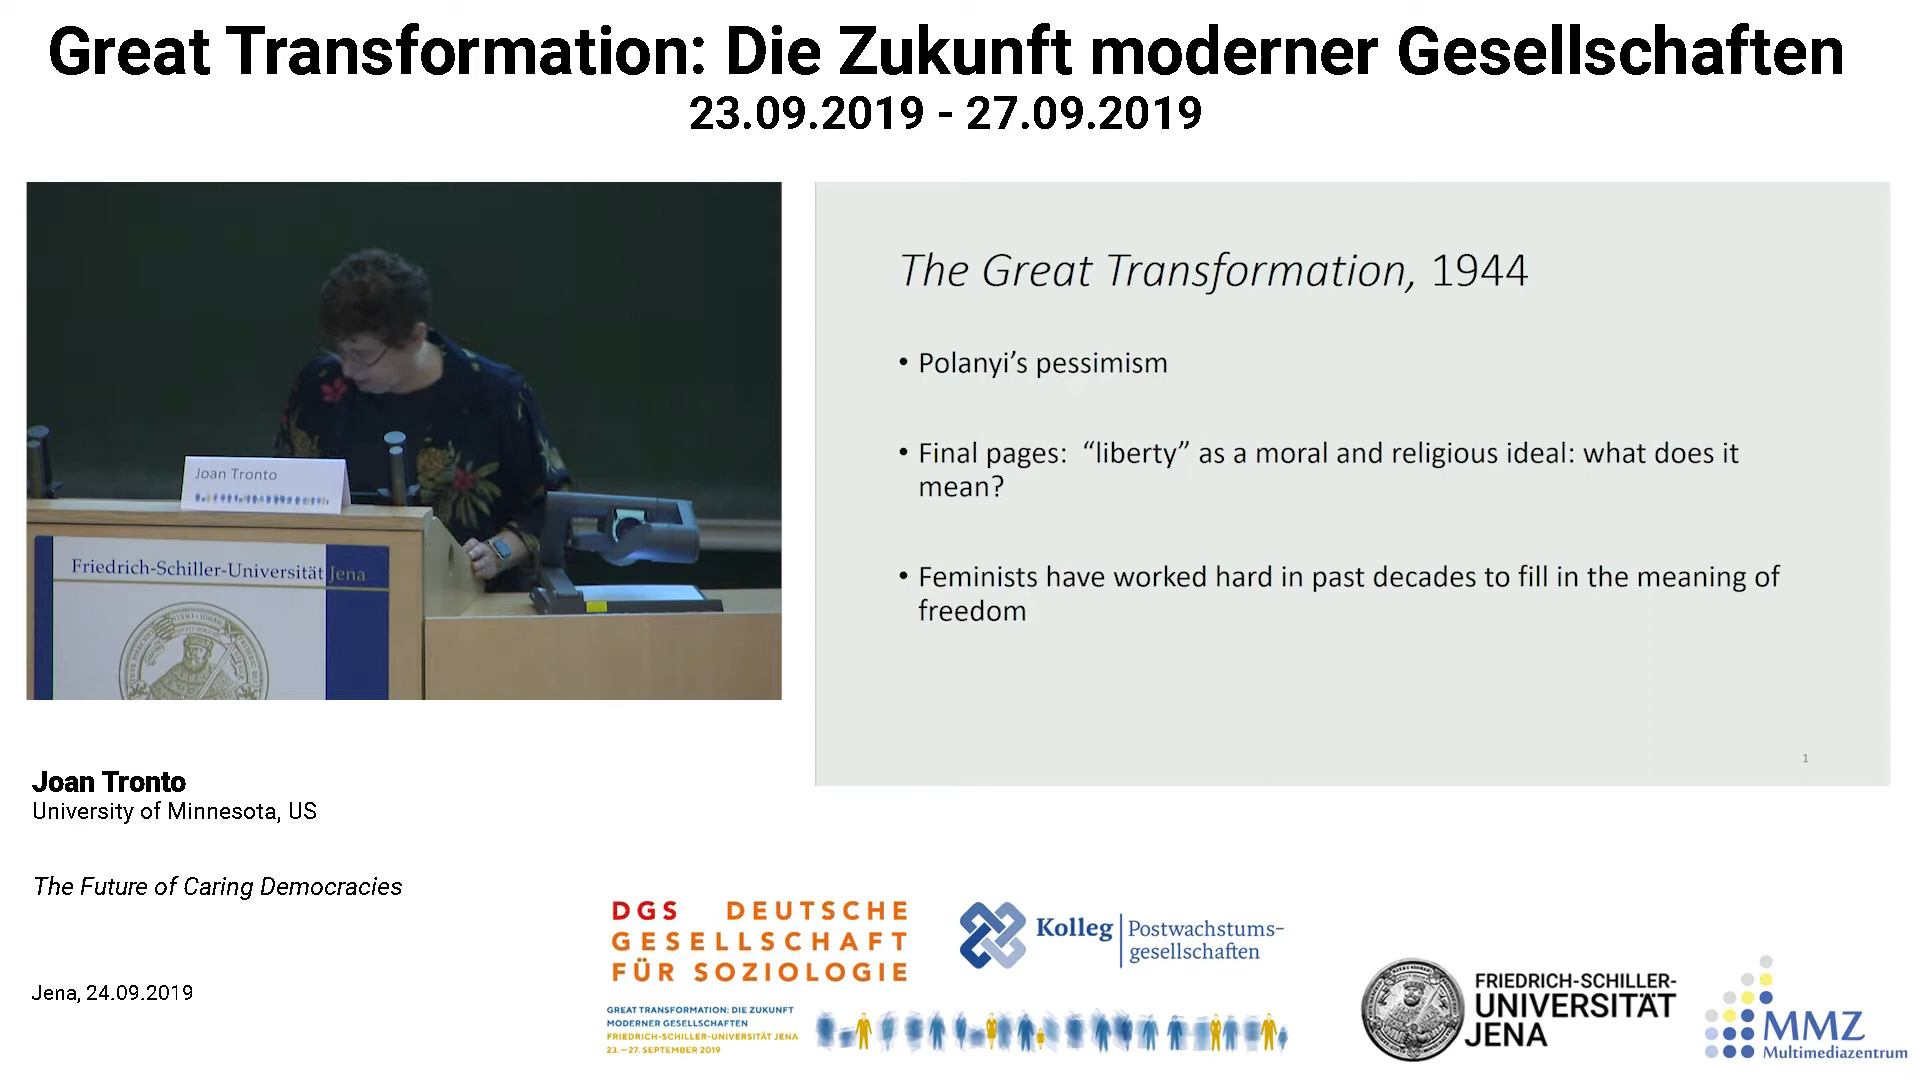 Great Transformation: Die Zukunft moderner Gesellschaften
23.09.2019 - 27.09.2019
Joan Tronto
Friedrich-Schiller-Universität Jena
The Great Transformation, 1944
• Polanyi’s pessimism
• Final pages: “liberty” as a moral and religious ideal: what does it
mean?
• Feminists have worked hard in past decades to fill in the meaning of
freedom
1
Joan Tronto
University of Minnesota, US
The Future of Caring Democracies
Jena, 24.09.2019
DGS DEUTSCHE
GESELLSCHAFT
FÜR SOZIOLOGIE
GREAT TRANSFORMATION: DIE ZUKUNFT
MODERNER GESELLSCHAFTEN
FRIEDRICH-SCHILLER-UNIVERSITÄT JENA
23.–27. SEPTEMBER 2019
Kolleg Postwachstums-
gesellschaften
FRIEDRICH-SCHILLER-
UNIVERSITÄT
JENA
MMZ
Multimediazentrum